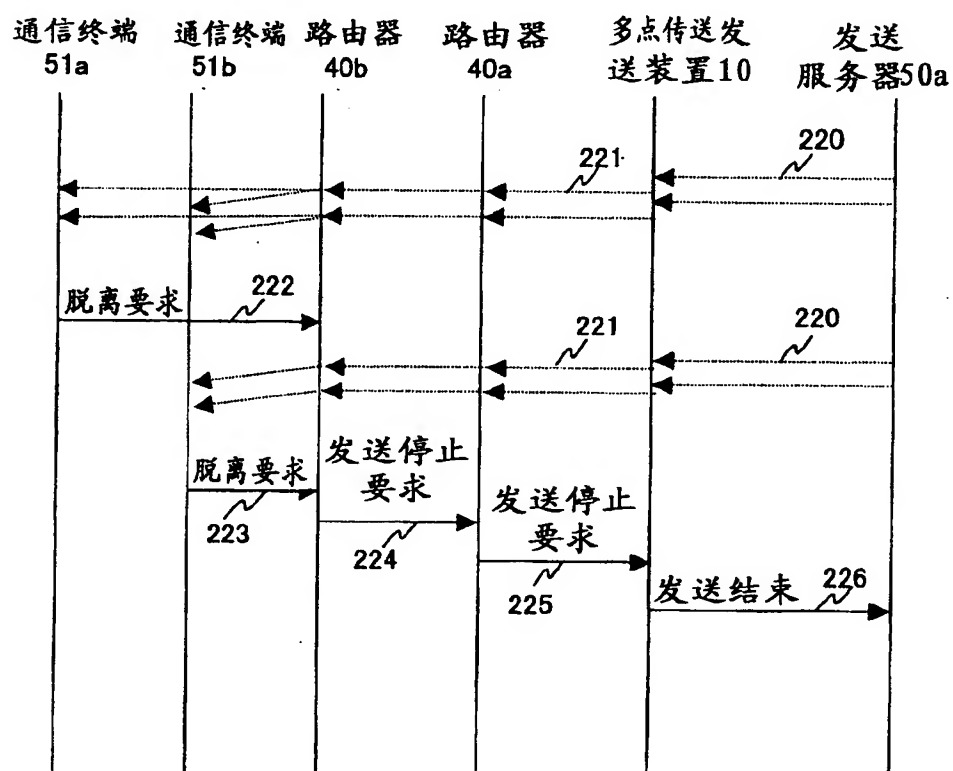 通信终端
51a
通信终端
51b
路由器
40b
路由器
40a
多点传送发
送装置10
发送
服务器50a
220
221
脱离要求
222
220
221
脱离要求
223
发送停止
要求
224
发送停止
要求
225
发送结束
226